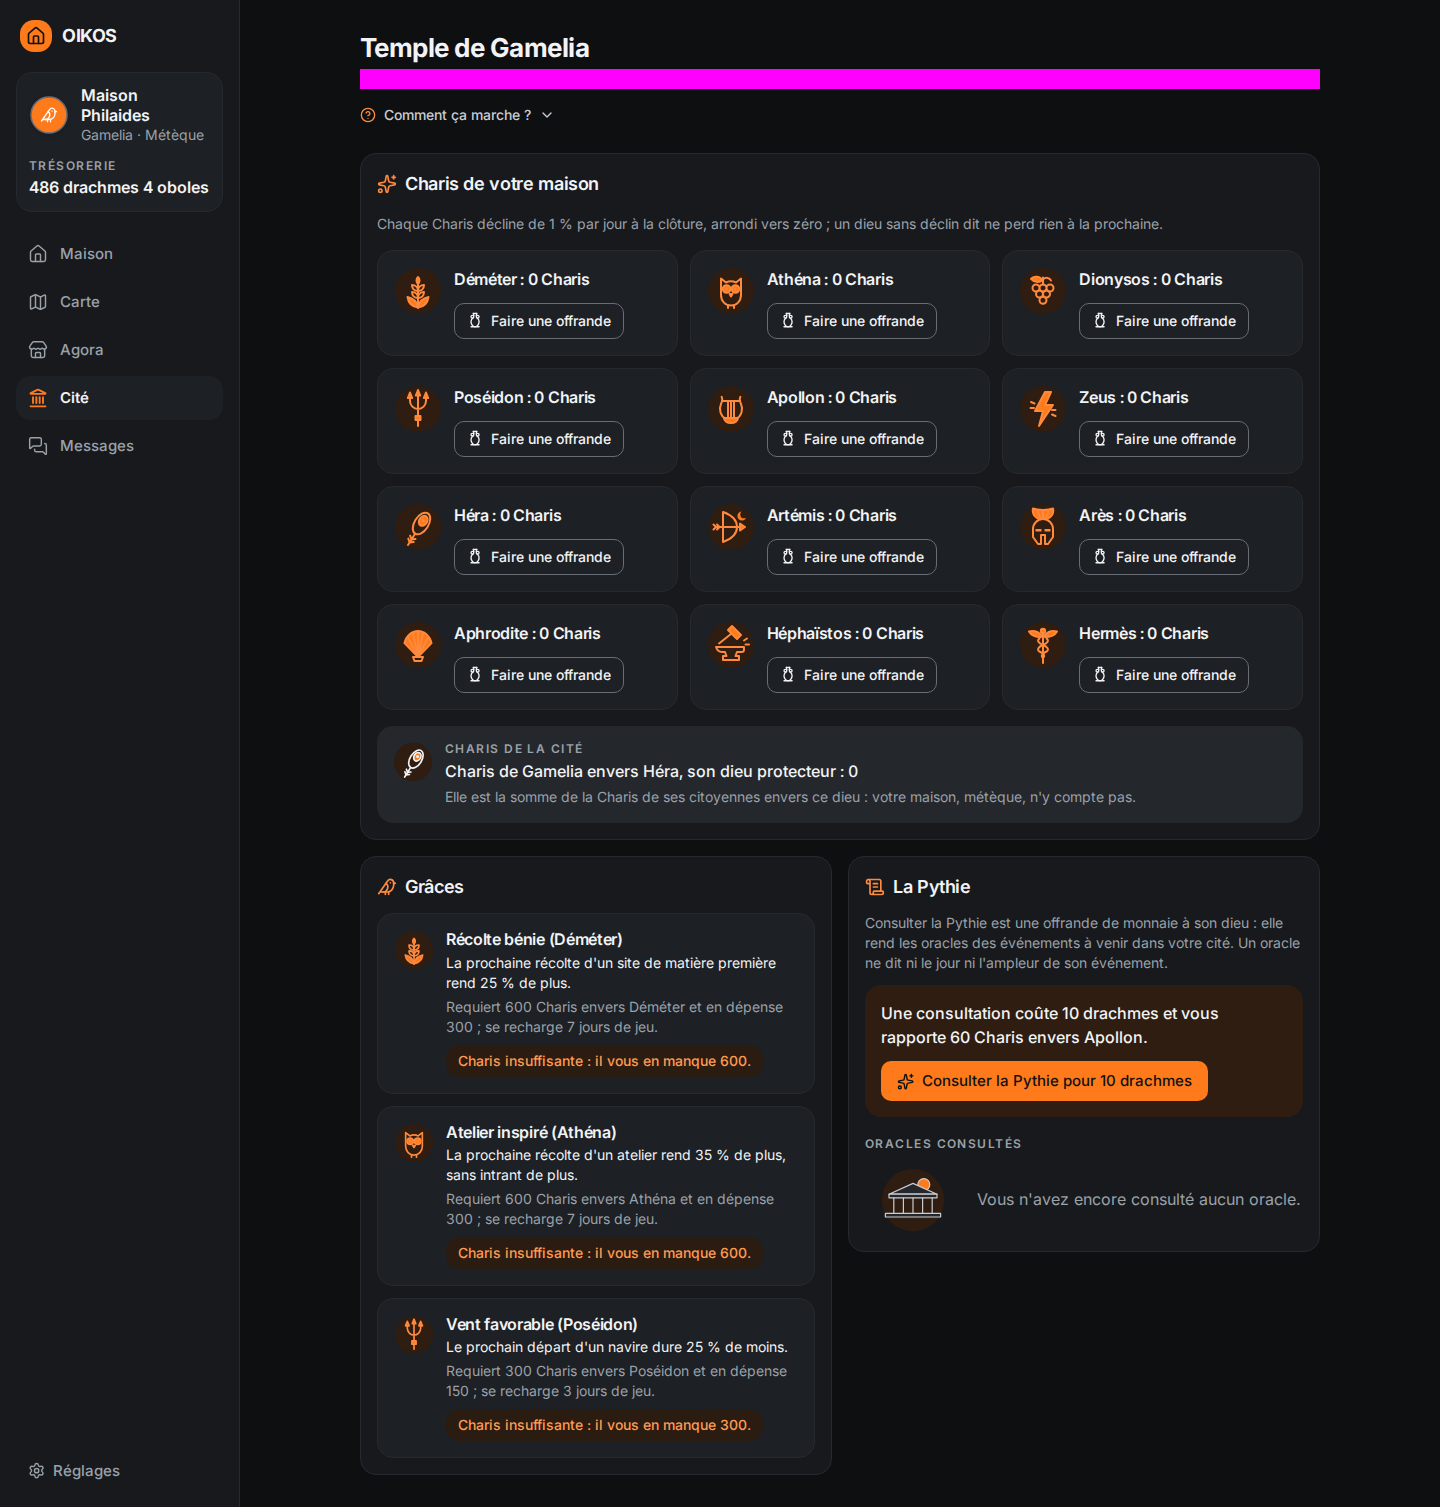 OIKOS
Maison
Philaides
Gamelia · Métèque
TRÉSORERIE
486 drachmes 4 oboles
Maison
Carte
Agora
Cité
Messages
Réglages
Temple de Gamelia
Comment ça marche ?
Charis de votre maison
Chaque Charis décline de 1 % par jour à la clôture, arrondi vers zéro ; un dieu sans déclin dit ne perd rien à la prochaine.
Déméter : 0 Charis
Faire une offrande
Athéna : 0 Charis
Faire une offrande
Dionysos : 0 Charis
Faire une offrande
Poséidon : 0 Charis
Faire une offrande
Apollon : 0 Charis
Faire une offrande
Zeus : 0 Charis
Faire une offrande
Héra : 0 Charis
Faire une offrande
Artémis : 0 Charis
Faire une offrande
Arès : 0 Charis
Faire une offrande
Aphrodite : 0 Charis
Faire une offrande
Héphaïstos : 0 Charis
Faire une offrande
Hermès : 0 Charis
Faire une offrande
CHARIS DE LA CITÉ
Charis de Gamelia envers Héra, son dieu protecteur : 0
Elle est la somme de la Charis de ses citoyennes envers ce dieu : votre maison, métèque, n'y compte pas.
Grâces
Récolte bénie (Déméter)
La prochaine récolte d'un site de matière première
rend 25 % de plus.
Requiert 600 Charis envers Déméter et en dépense
300 ; se recharge 7 jours de jeu.
Charis insuffisante : il vous en manque 600.
Atelier inspiré (Athéna)
La prochaine récolte d'un atelier rend 35 % de plus,
sans intrant de plus.
Requiert 600 Charis envers Athéna et en dépense
300 ; se recharge 7 jours de jeu.
Charis insuffisante : il vous en manque 600.
Vent favorable (Poséidon)
Le prochain départ d'un navire dure 25 % de moins.
Requiert 300 Charis envers Poséidon et en dépense
150 ; se recharge 3 jours de jeu.
Charis insuffisante : il vous en manque 300.
La Pythie
Consulter la Pythie est une offrande de monnaie à son dieu : elle
rend les oracles des événements à venir dans votre cité. Un oracle
ne dit ni le jour ni l'ampleur de son événement.
Une consultation coûte 10 drachmes et vous
rapporte 60 Charis envers Apollon.
Consulter la Pythie pour 10 drachmes
ORACLES CONSULTÉS
Vous n'avez encore consulté aucun oracle.